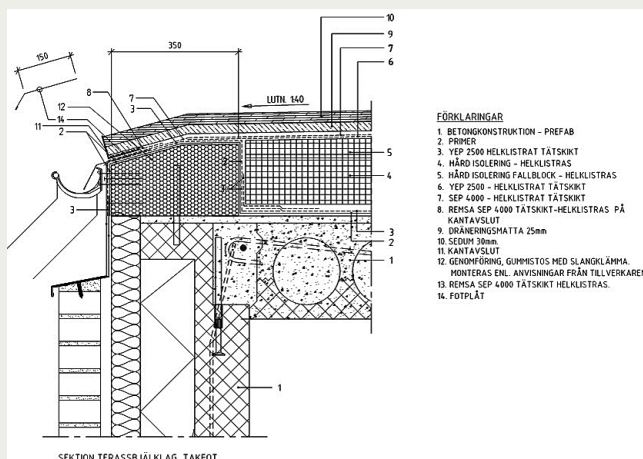 10
9
7
6
350
150
8
7
3
12
14
11
2
LUTN. 1:40
2
3
5
4
3
3
2
1
1
FÖRKLARINGAR
1. BETONGKONSTRUKTION - PREFAB
2. PRIMER
3. YEP 2500 HELKLISTRAT TÄTSKIKT
4. HÅRD ISOLERING - HELKLISTRAS
5. HÅRD ISOLERING FALLBLOCK - HELKLISTRAS
6. YEP 2500 - HELKLISTRAT TÄTSKIKT
7. SEP 4000 - HELKLISTRAT TÄTSKIKT
8. REMSA SEP 4000 TÄTSKIKT-HELKLISTRAS PÅ
KANTAVSLUT
9. DRÄNERINGSMATTA 25mm
10. SEDUM 30mm.
11. KANTAVSLUT
12. GENOMFÖRING, GUMMISTOS MED SLANGKLÄMMA.
MONTERAS ENL. ANVISNINGAR FRÅN TILLVERKAREN
13. REMSA SEP 4000 TÄTSKIKT HELKLISTRAS.
14. FOTPLÅT
SEKTION TERASSBJÄLKLAG, TAKFOT